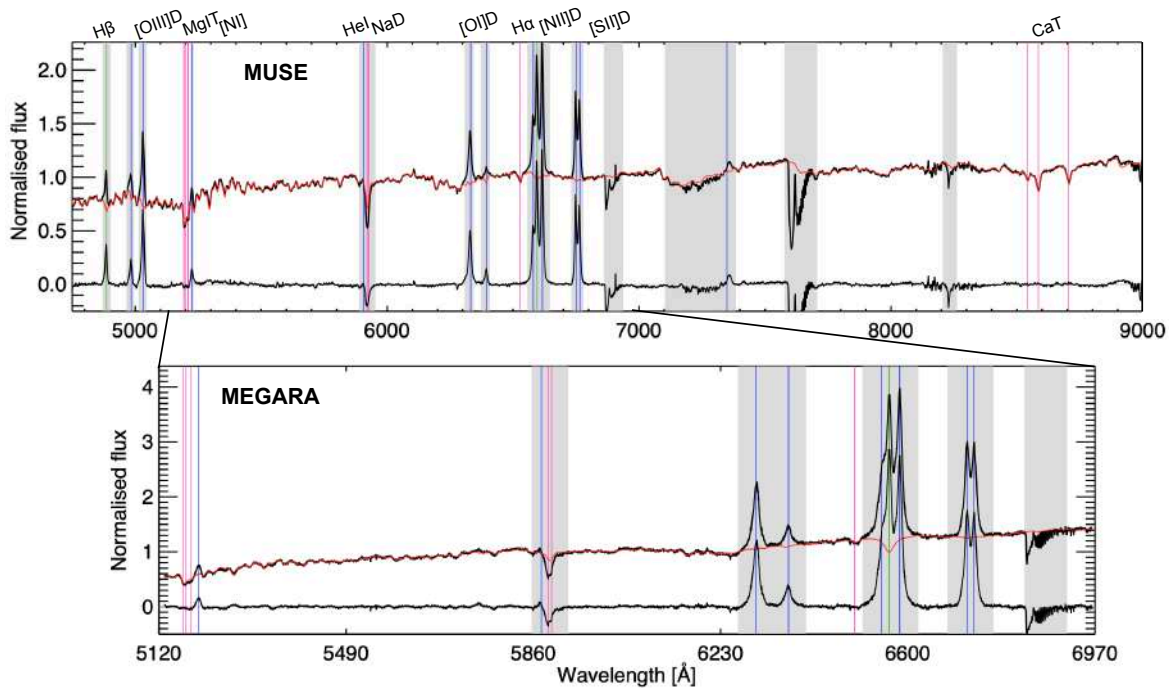 Hβ [OIII]D MgIT [NI] HeI NaD [OI]D Hα [NII]D [SII]D CaT
MUSE
Normalised flux
2.0
1.5
1.0
0.5
0.0
5000 6000 7000 8000 9000
MEGARA
Normalised flux
4
3
2
1
0
5120 5490 5860 6230 6600 6970
Wavelength [Å]